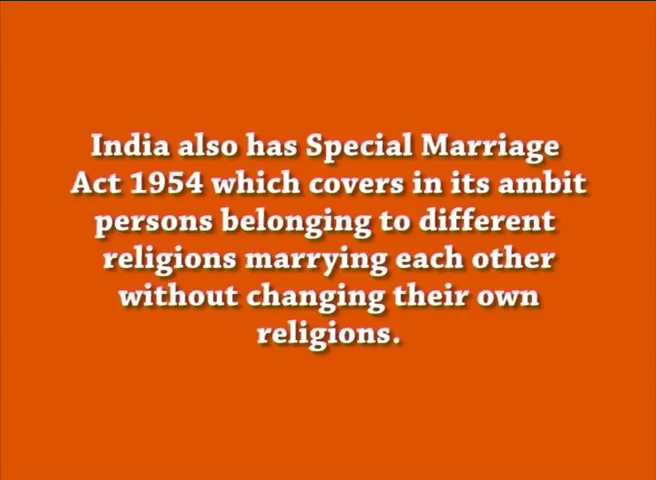 India also has Special Marriage
Act 1954 which covers in its ambit
persons belonging to different
religions marrying each other
without changing their own
religions.